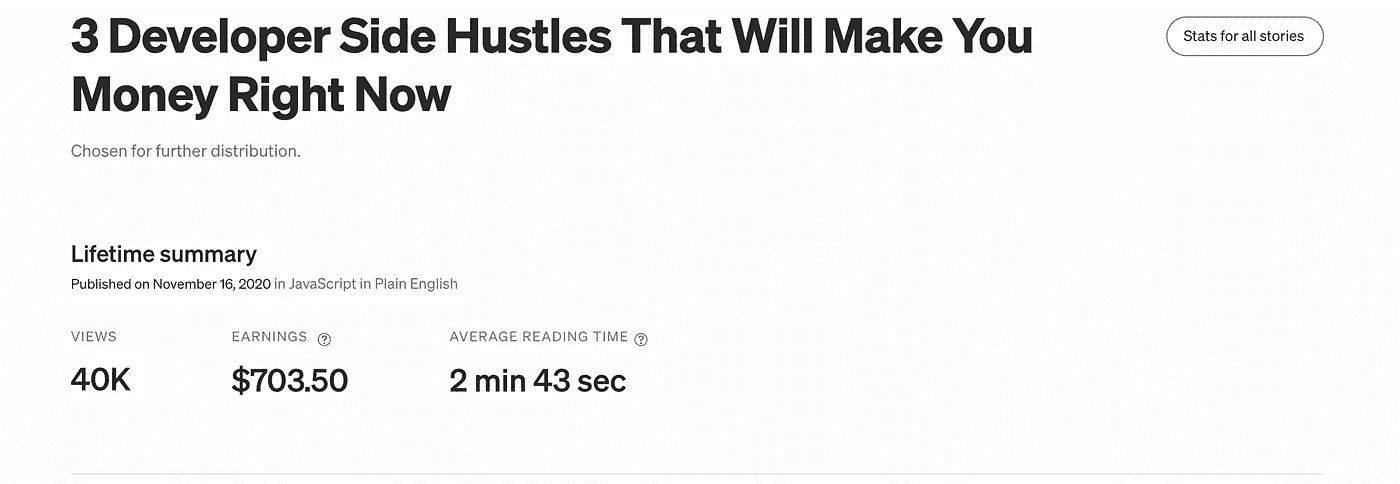 3 Developer Side Hustles That Will Make You
Money Right Now
Stats for all stories
Chosen for further distribution.
Lifetime summary
Published on November 16, 2020 in JavaScript in Plain English
VIEWS EARNINGS ? AVERAGE READING TIME ?
40K $703.50 2 min 43 sec